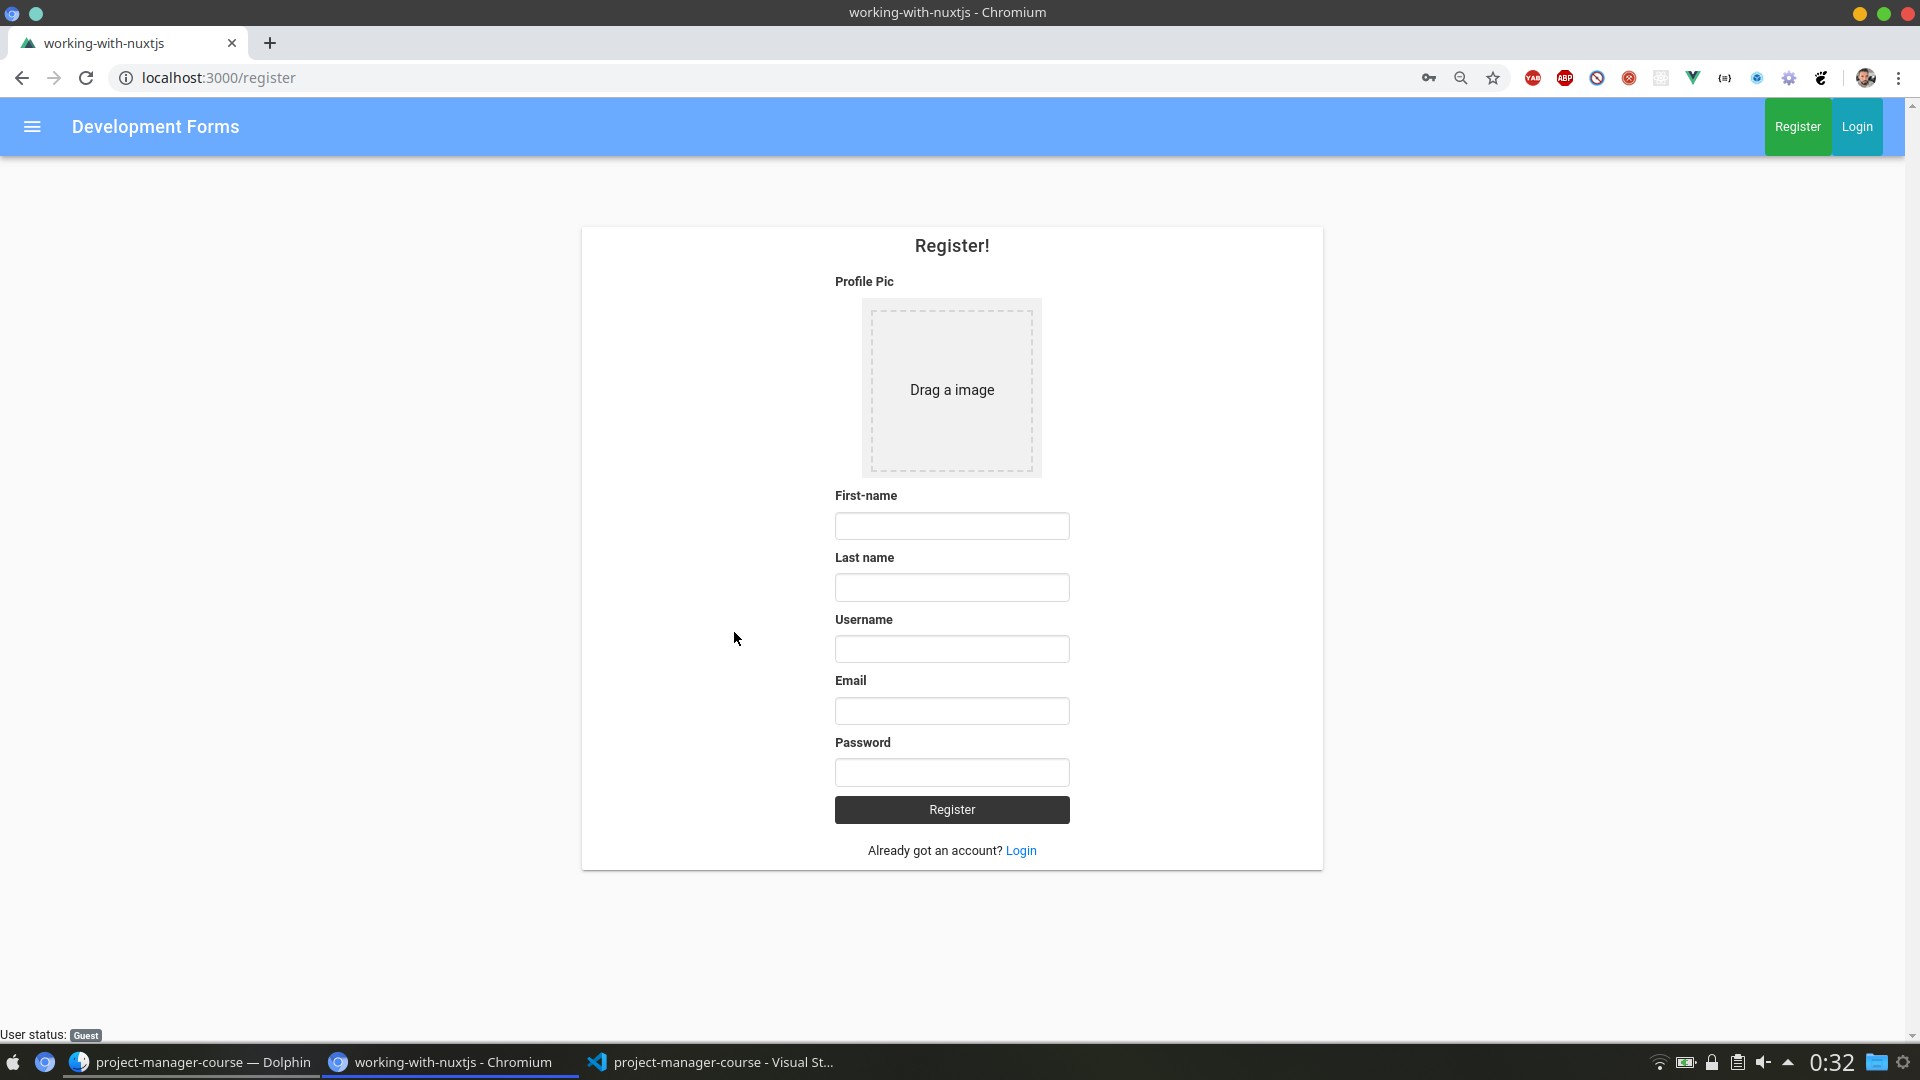 working-with-nuxtjs - Chromium
working-with-nuxtjs
localhost:3000/register
YAB
ABP
Development Forms
Register
Login
Register!
Profile Pic
Drag a image
First-name
Last name
Username
Email
Password
Register
Already got an account? Login
User status: Guest
project-manager-course — Dolphin
working-with-nuxtjs - Chromium
project-manager-course - Visual St...
0:32